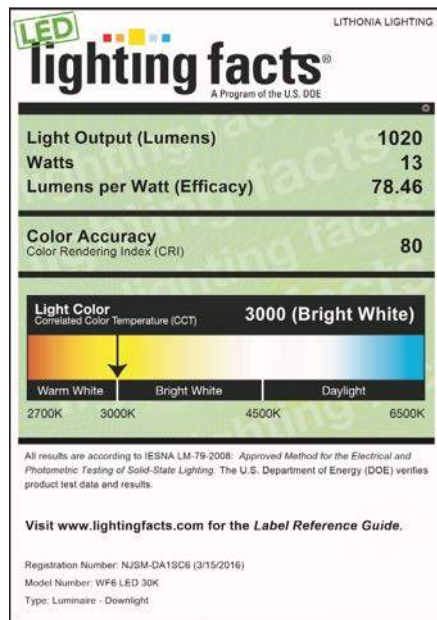 LITHONIA LIGHTING
LED
lighting facts®
A Program of the U.S. DOE
Light Output (Lumens) 1020
Watts 13
Lumens per Watt (Efficacy) 78.46
Color Accuracy
Color Rendering Index (CRI) 80
Light Color
Correlated Color Temperature (CCT) 3000 (Bright White)
Warm White Bright White Daylight
2700K 3000K 4500K 6500K
All results are according to IESNA LM-79-2008: Approved Method for the Electrical and
Photometric Testing of Solid-State Lighting. The U.S. Department of Energy (DOE) verifies
product test data and results.
Visit www.lightingfacts.com for the Label Reference Guide.
Registration Number: NJSM-DA1SC6 (3/15/2016)
Model Number: WF6 LED 30K
Type: Luminaire - Downlight